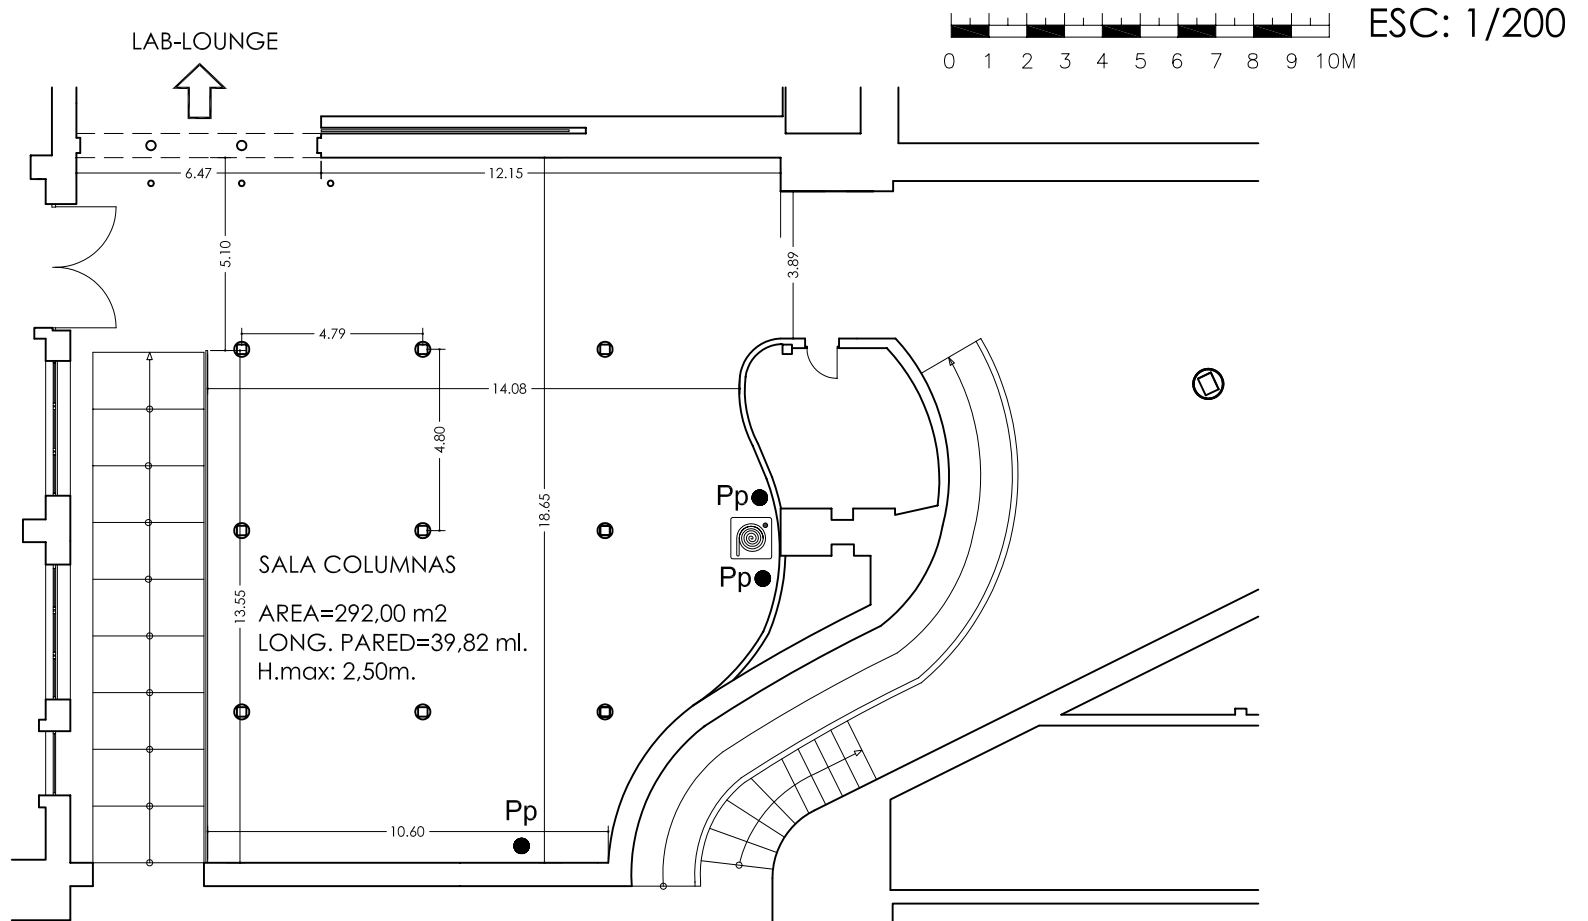 ESC: 1/200
0 1 2 3 4 5 6 7 8 9 10M
LAB-LOUNGE
6.47
12.15
5.10
3.89
4.79
14.08
4.80
Pp
18.65
SALA COLUMNAS
Pp
13.55
AREA=292,00 m2
LONG. PARED=39,82 ml.
H.max: 2,50m.
Pp
10.60